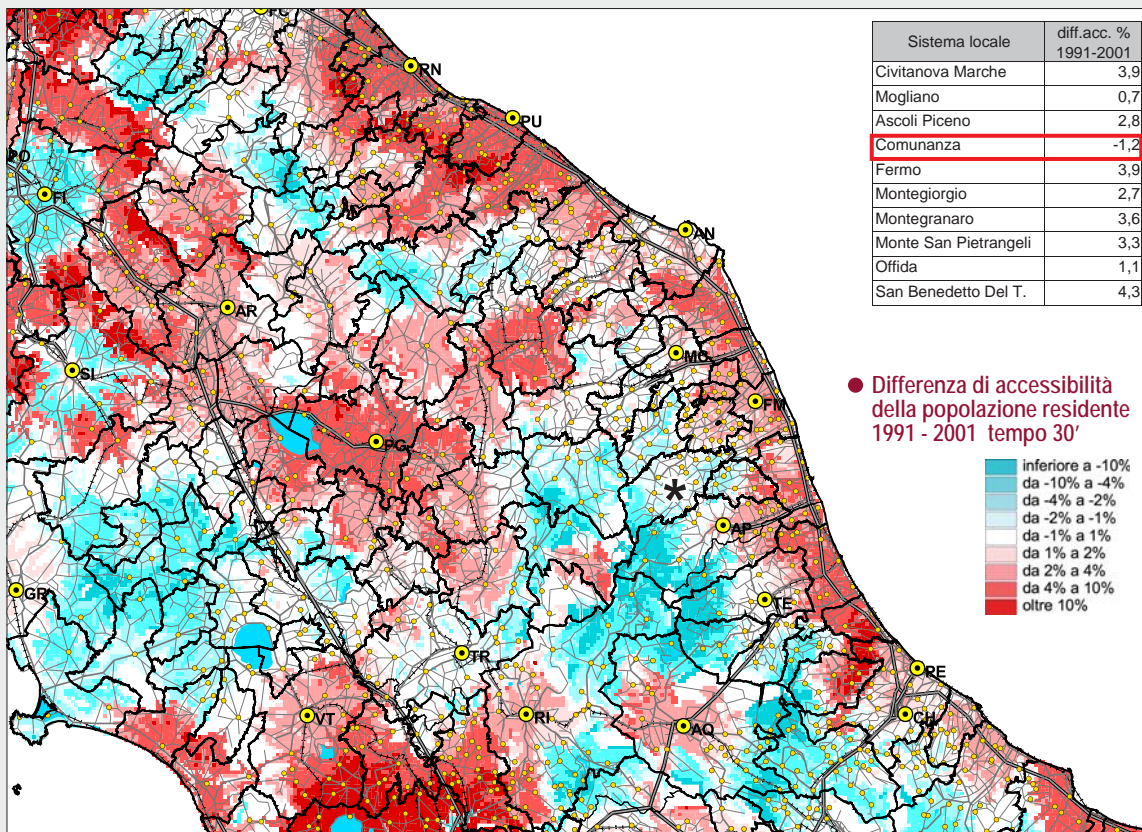 Sistema locale diff.acc. % 1991-2001
Civitanova Marche 3,9
Mogliano 0,7
Ascoli Piceno 2,8
Comunanza -1,2
Fermo 3,9
Montegiorgio 2,7
Montegranaro 3,6
Monte San Pietrangeli 3,3
Offida 1,1
San Benedetto Del T. 4,3
Differenza di accessibilità
della popolazione residente
1991 - 2001 tempo 30'
inferiore a -10%
da -10% a -4%
da -4% a -2%
da -2% a -1%
da -1% a 1%
da 1% a 2%
da 2% a 4%
da 4% a 10%
oltre 10%
RN
PU
PO
FI
AN
AR
MC
SI
FM
PG
*
AP
GR
TE
TR
PE
VT
RI
AQ
CH